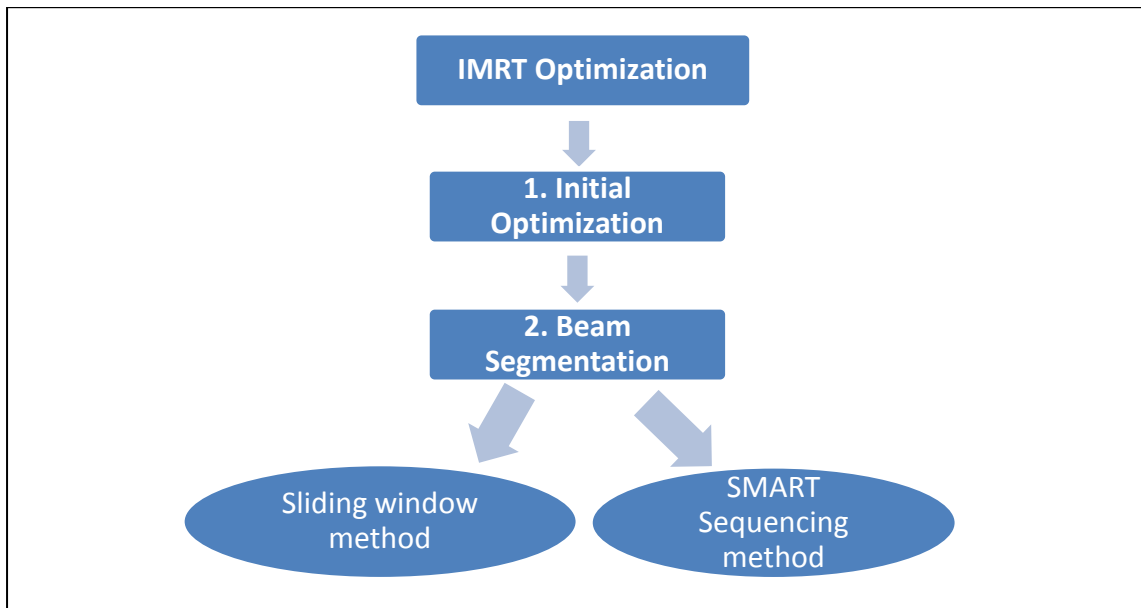 IMRT Optimization
1. Initial
Optimization
2. Beam
Segmentation
Sliding window
method
SMART
Sequencing
method